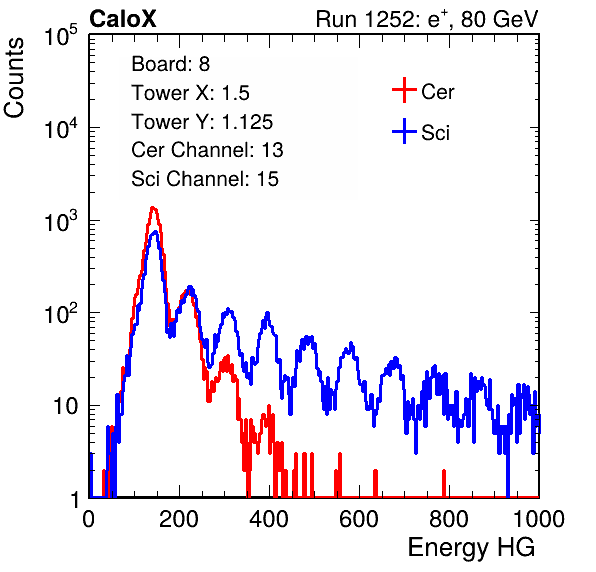 CaloX Run 1252: e⁺, 80 GeV
Counts
10⁵
10⁴
10³
10²
10
1
Board: 8
Tower X: 1.5
Tower Y: 1.125
Cer Channel: 13
Sci Channel: 15
Cer
Sci
0 200 400 600 800 1000
Energy HG